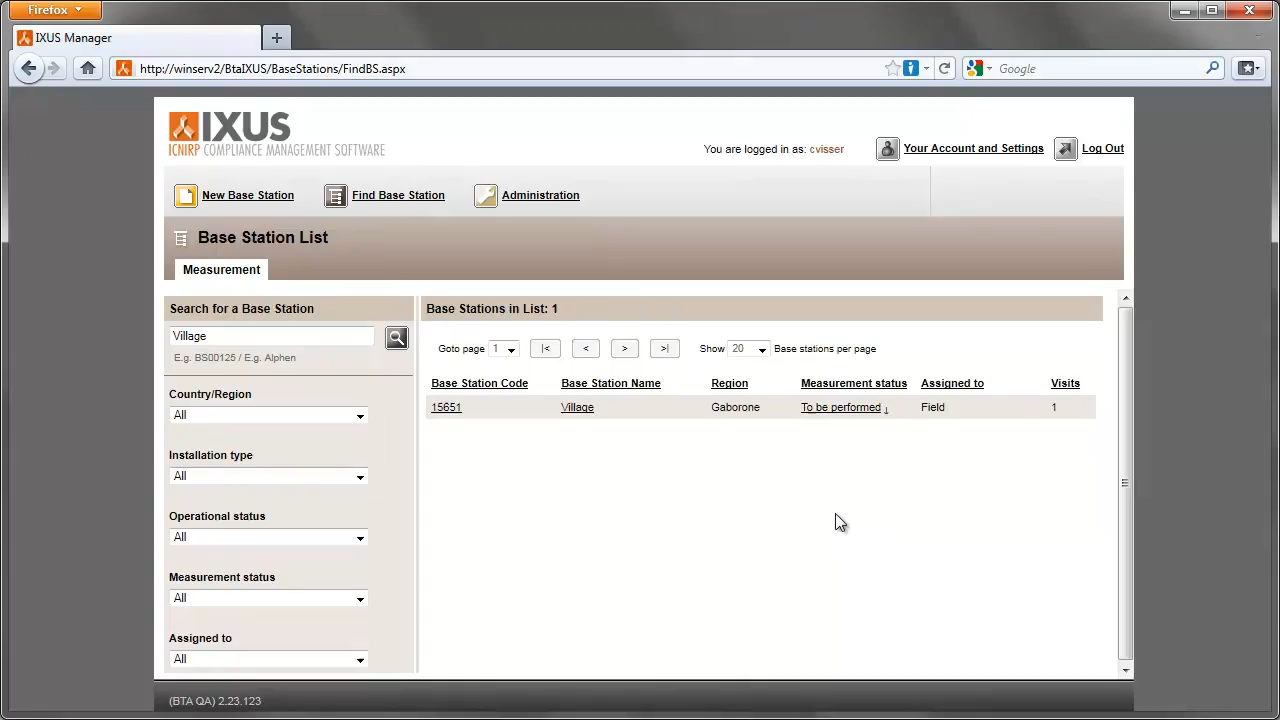 Firefox
IXUS Manager
http://winserv2/BtaIXUS/BaseStations/FindBS.aspx
Google
IXUS
ICNIRP COMPLIANCE MANAGEMENT SOFTWARE
You are logged in as: cvisser
Your Account and Settings
Log Out
New Base Station
Find Base Station
Administration
Base Station List
Measurement
Search for a Base Station
Village
E.g. BS00125 / E.g. Alphen
Country/Region
All
Installation type
All
Operational status
All
Measurement status
All
Assigned to
All
Base Stations in List: 1
Goto page 1 |< < > >| Show 20 Base stations per page
Base Station Code Base Station Name Region Measurement status Assigned to Visits
15651 Village Gaborone To be performed ↓ Field 1
(BTA QA) 2.23.123